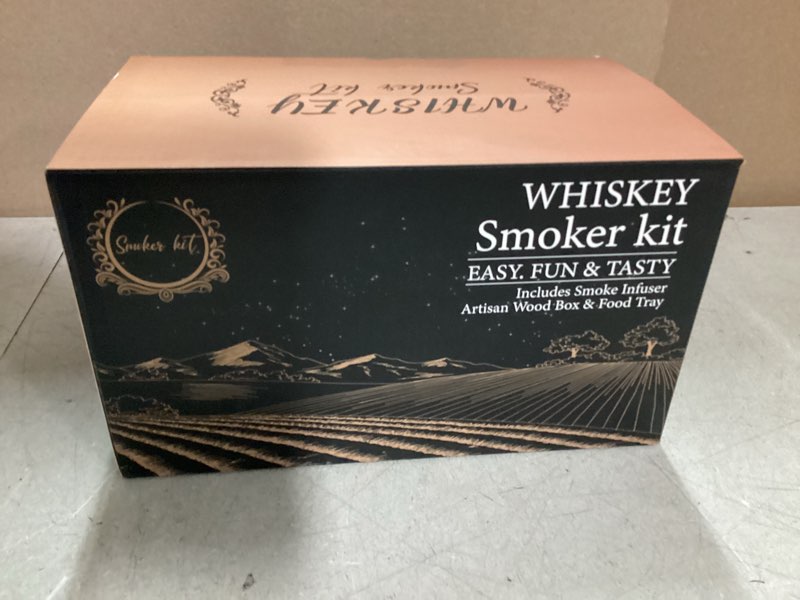 WHISKEY
Smoker kit
Smoker kit
WHISKEY
Smoker kit
EASY. FUN & TASTY
Includes Smoke Infuser
Artisan Wood Box & Food Tray